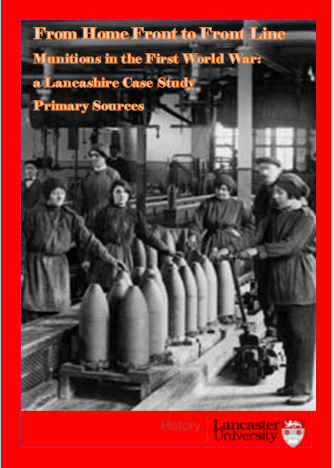 From Home Front to Front Line
Munitions in the First World War:
a Lancashire Case Study
Primary Sources
History
Lancaster
University